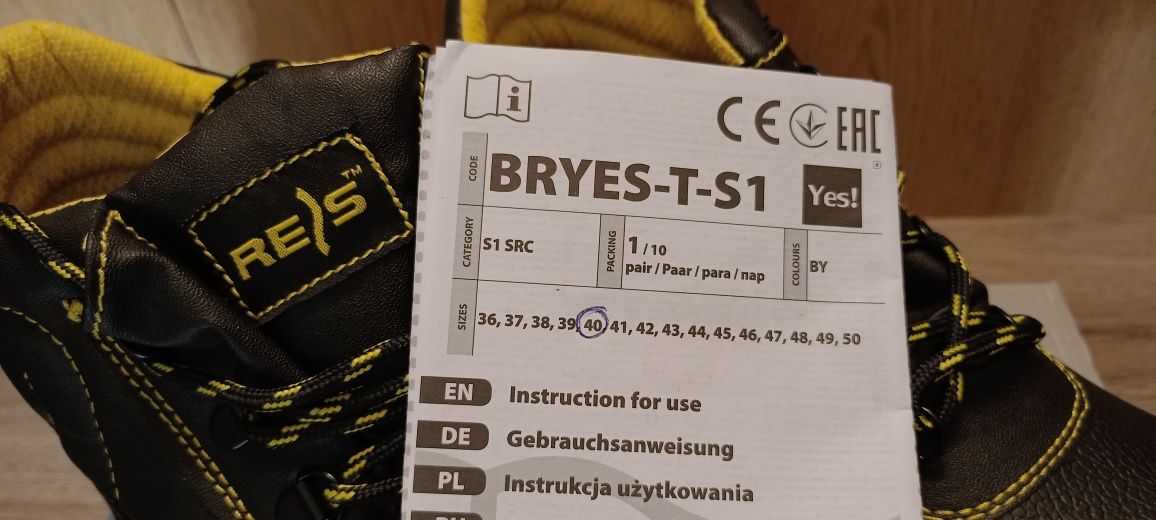 REIS™
i
CE EAC
CODE
BRYES-T-S1
Yes!
CATEGORY
S1 SRC
PACKING
1 / 10
pair / Paar / para / пар
COLOURS
BY
SIZES
36, 37, 38, 39, 40, 41, 42, 43, 44, 45, 46, 47, 48, 49, 50
EN Instruction for use
DE Gebrauchsanweisung
PL Instrukcja użytkowania